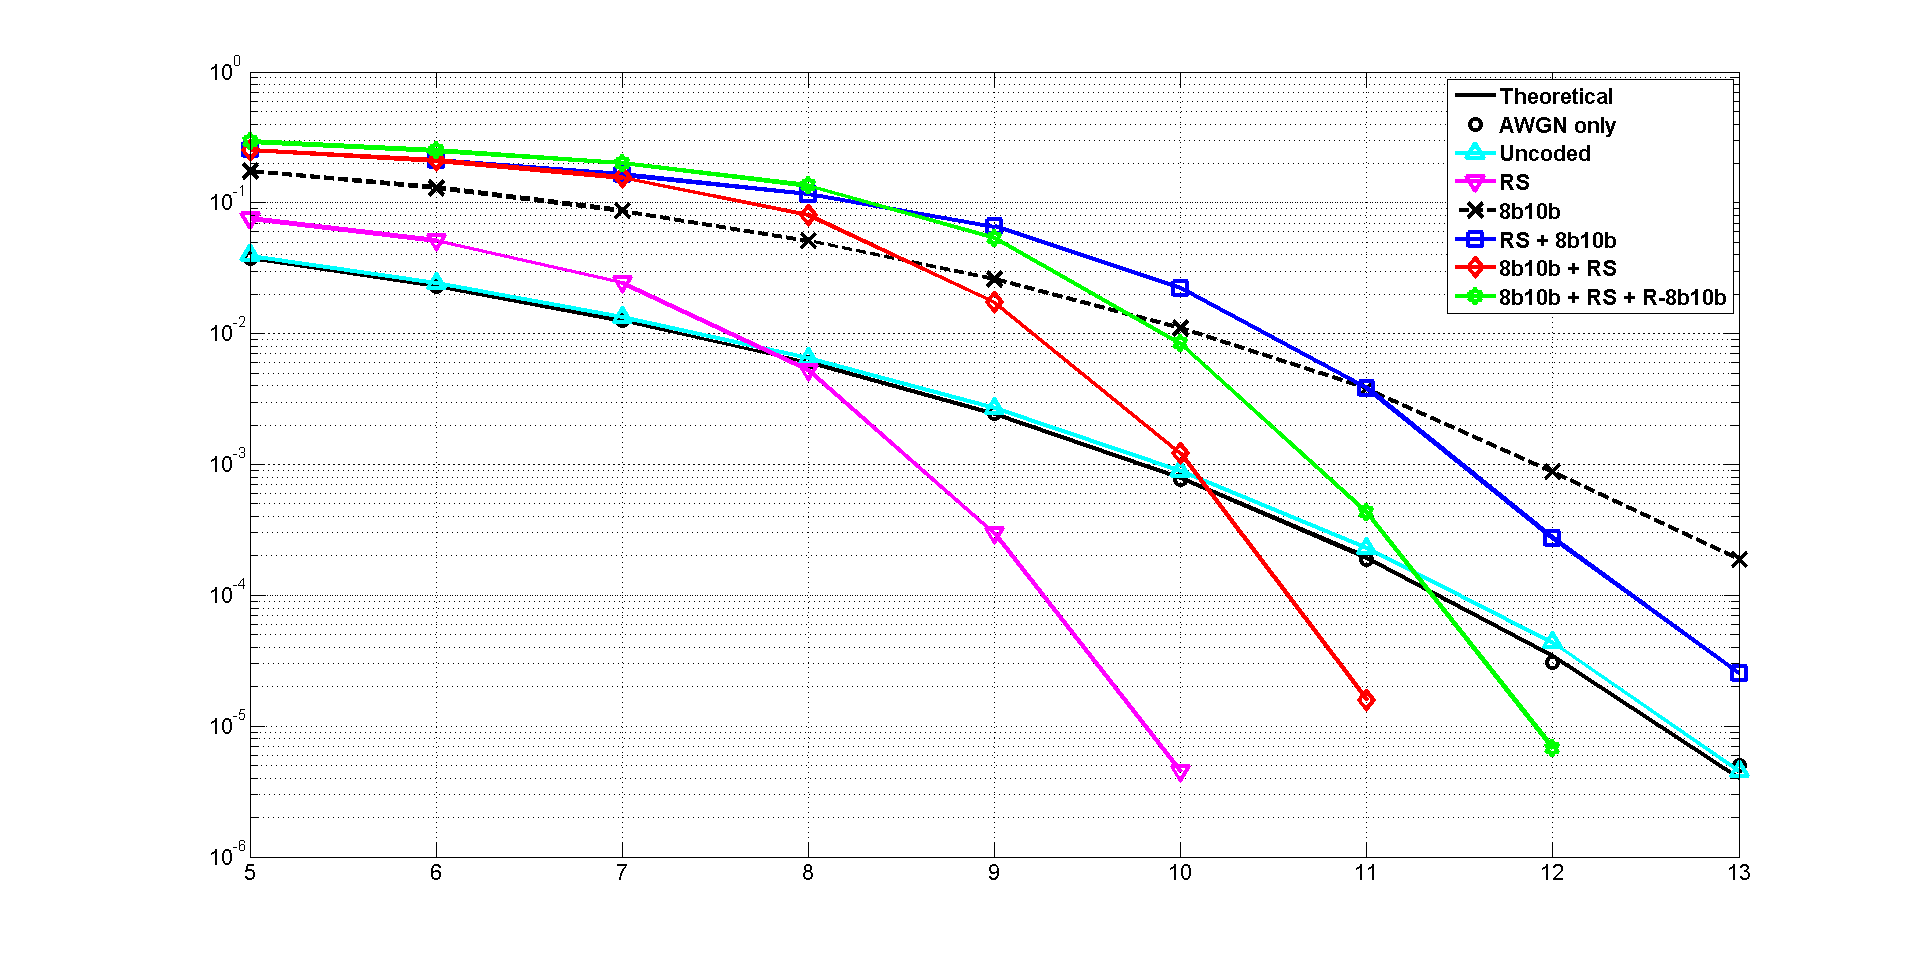 10^0
10^-1
10^-2
10^-3
10^-4
10^-5
10^-6
5 6 7 8 9 10 11 12 13
Theoretical
AWGN only
Uncoded
RS
8b10b
RS + 8b10b
8b10b + RS
8b10b + RS + R-8b10b